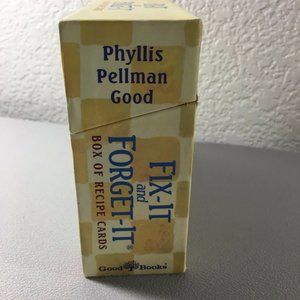 Phyllis
Pellman
Good
FIX-IT
and
FORGET-IT®
BOX OF RECIPE CARDS
Good Books